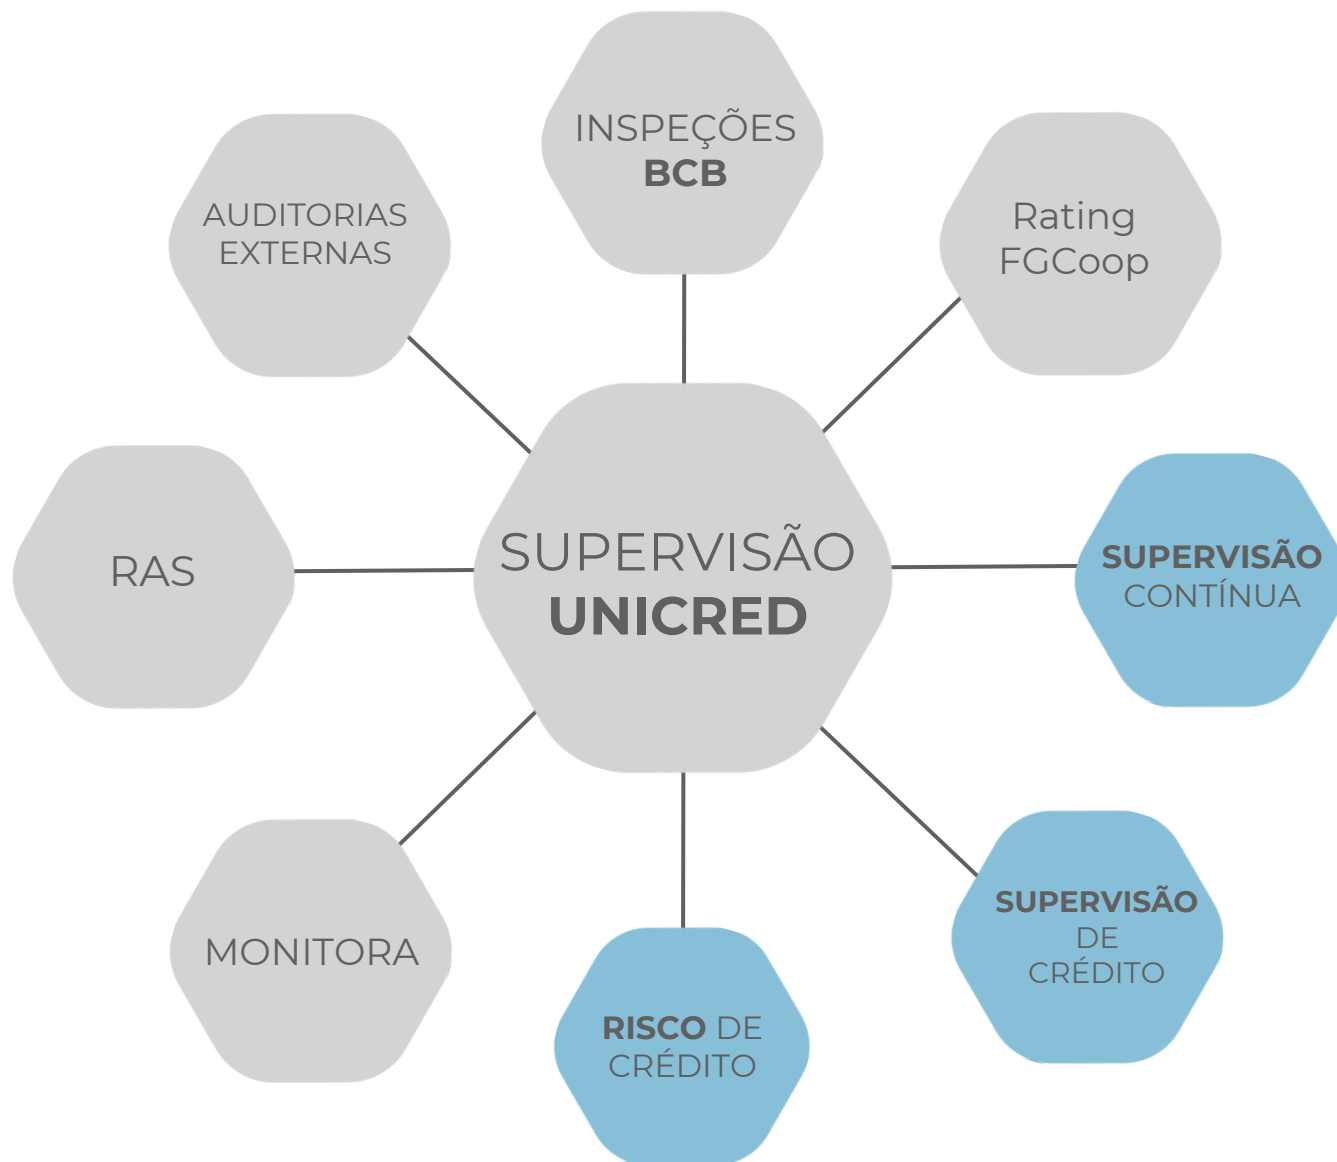 INSPEÇÕES
BCB
AUDITORIAS
EXTERNAS
Rating
FGCoop
RAS
SUPERVISÃO
UNICRED
SUPERVISÃO
CONTÍNUA
MONITORA
RISCO DE
CRÉDITO
SUPERVISÃO
DE
CRÉDITO